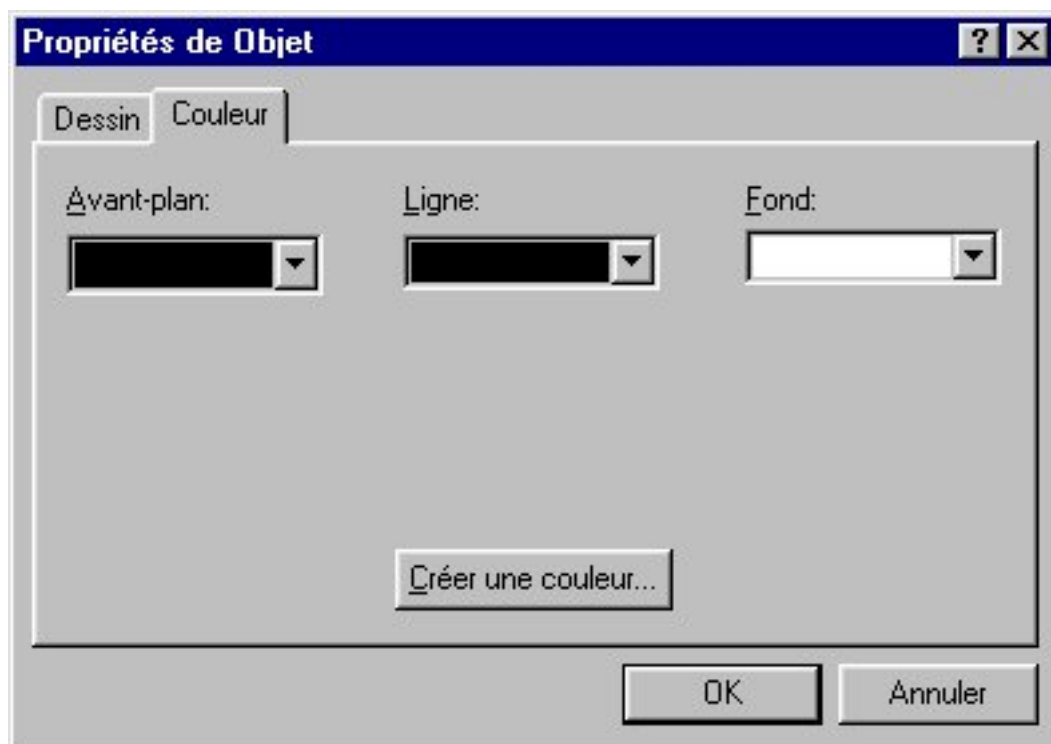 Propriétés de Objet
Dessin Couleur
Avant-plan: Ligne: Fond:
Créer une couleur...
OK Annuler